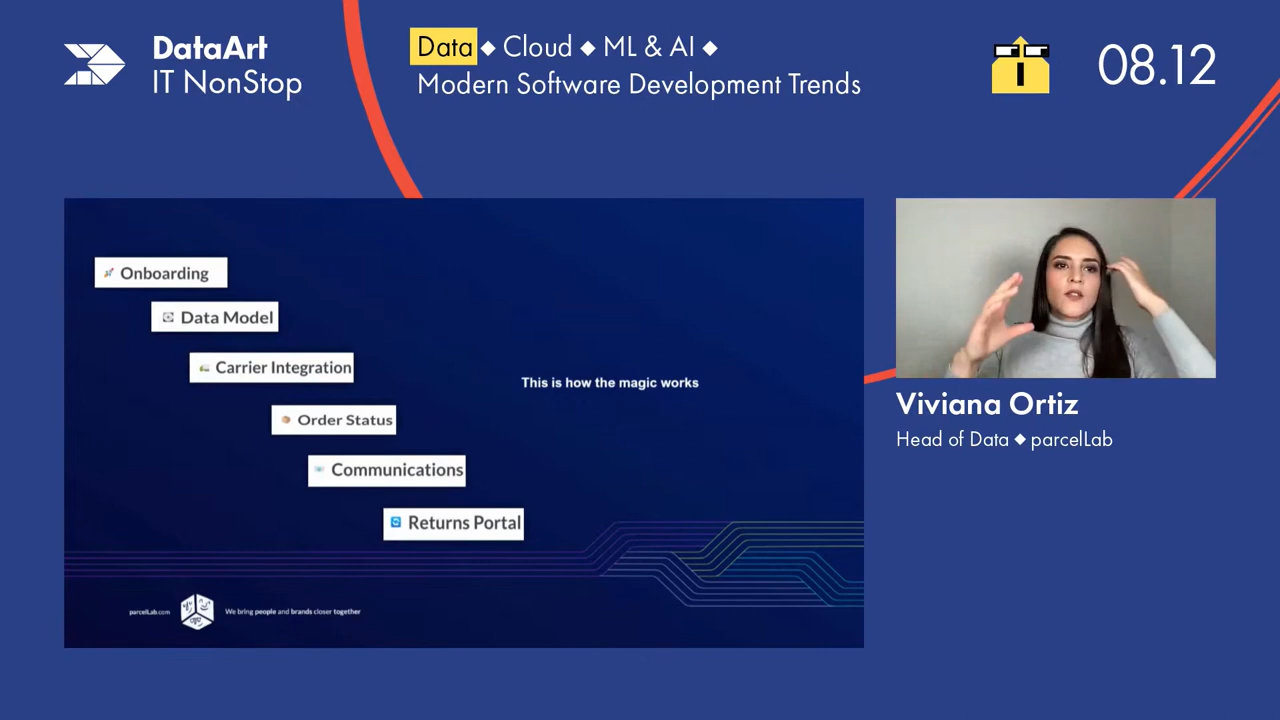 DataArt
IT NonStop
Data ◆ Cloud ◆ ML & AI ◆
Modern Software Development Trends
08.12
Onboarding
Data Model
Carrier Integration
Order Status
Communications
Returns Portal
This is how the magic works
parcelLab.com
We bring people and brands closer together
Viviana Ortiz
Head of Data ◆ parcelLab